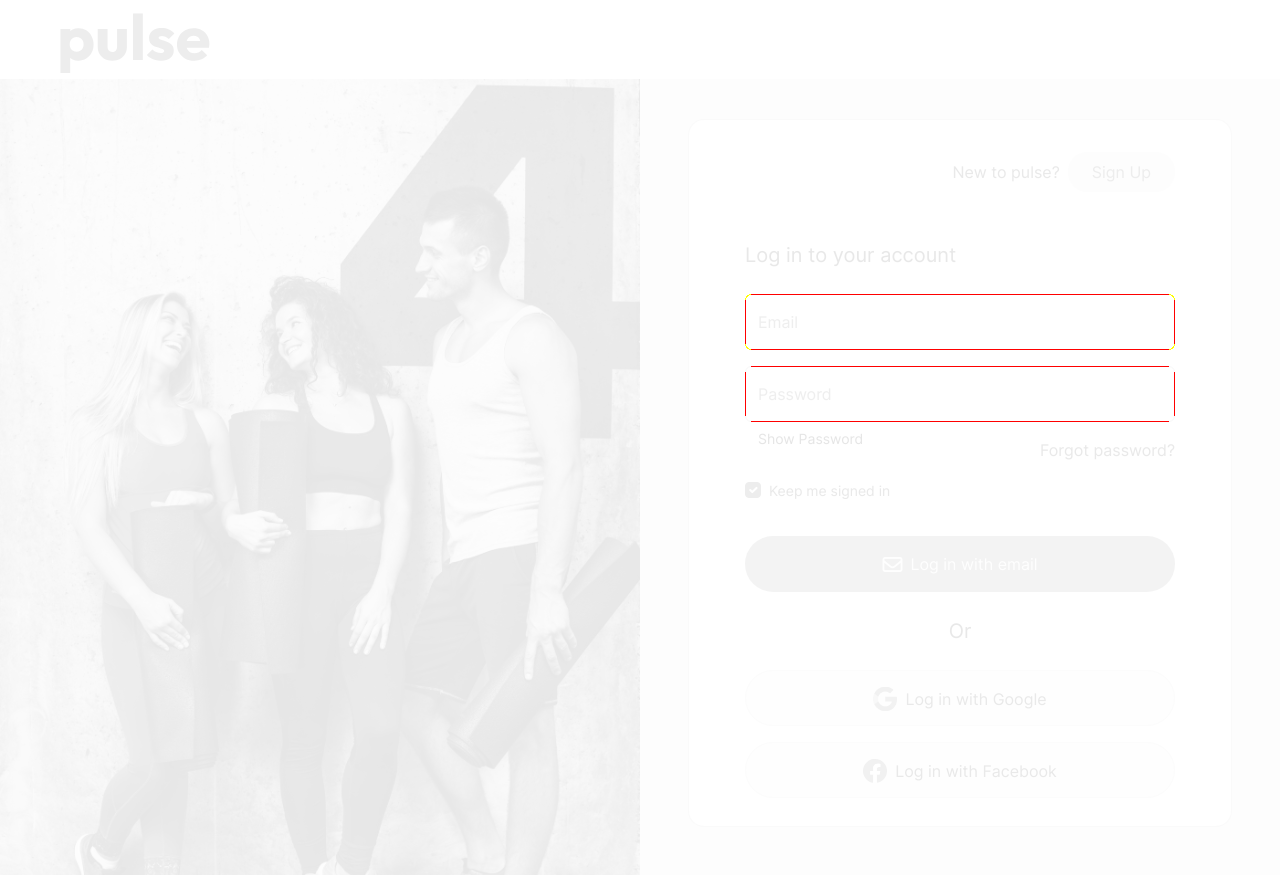 pulse
New to pulse? Sign Up
Log in to your account
Email
Password
Show Password
Forgot password?
Keep me signed in
Log in with email
Or
Log in with Google
Log in with Facebook